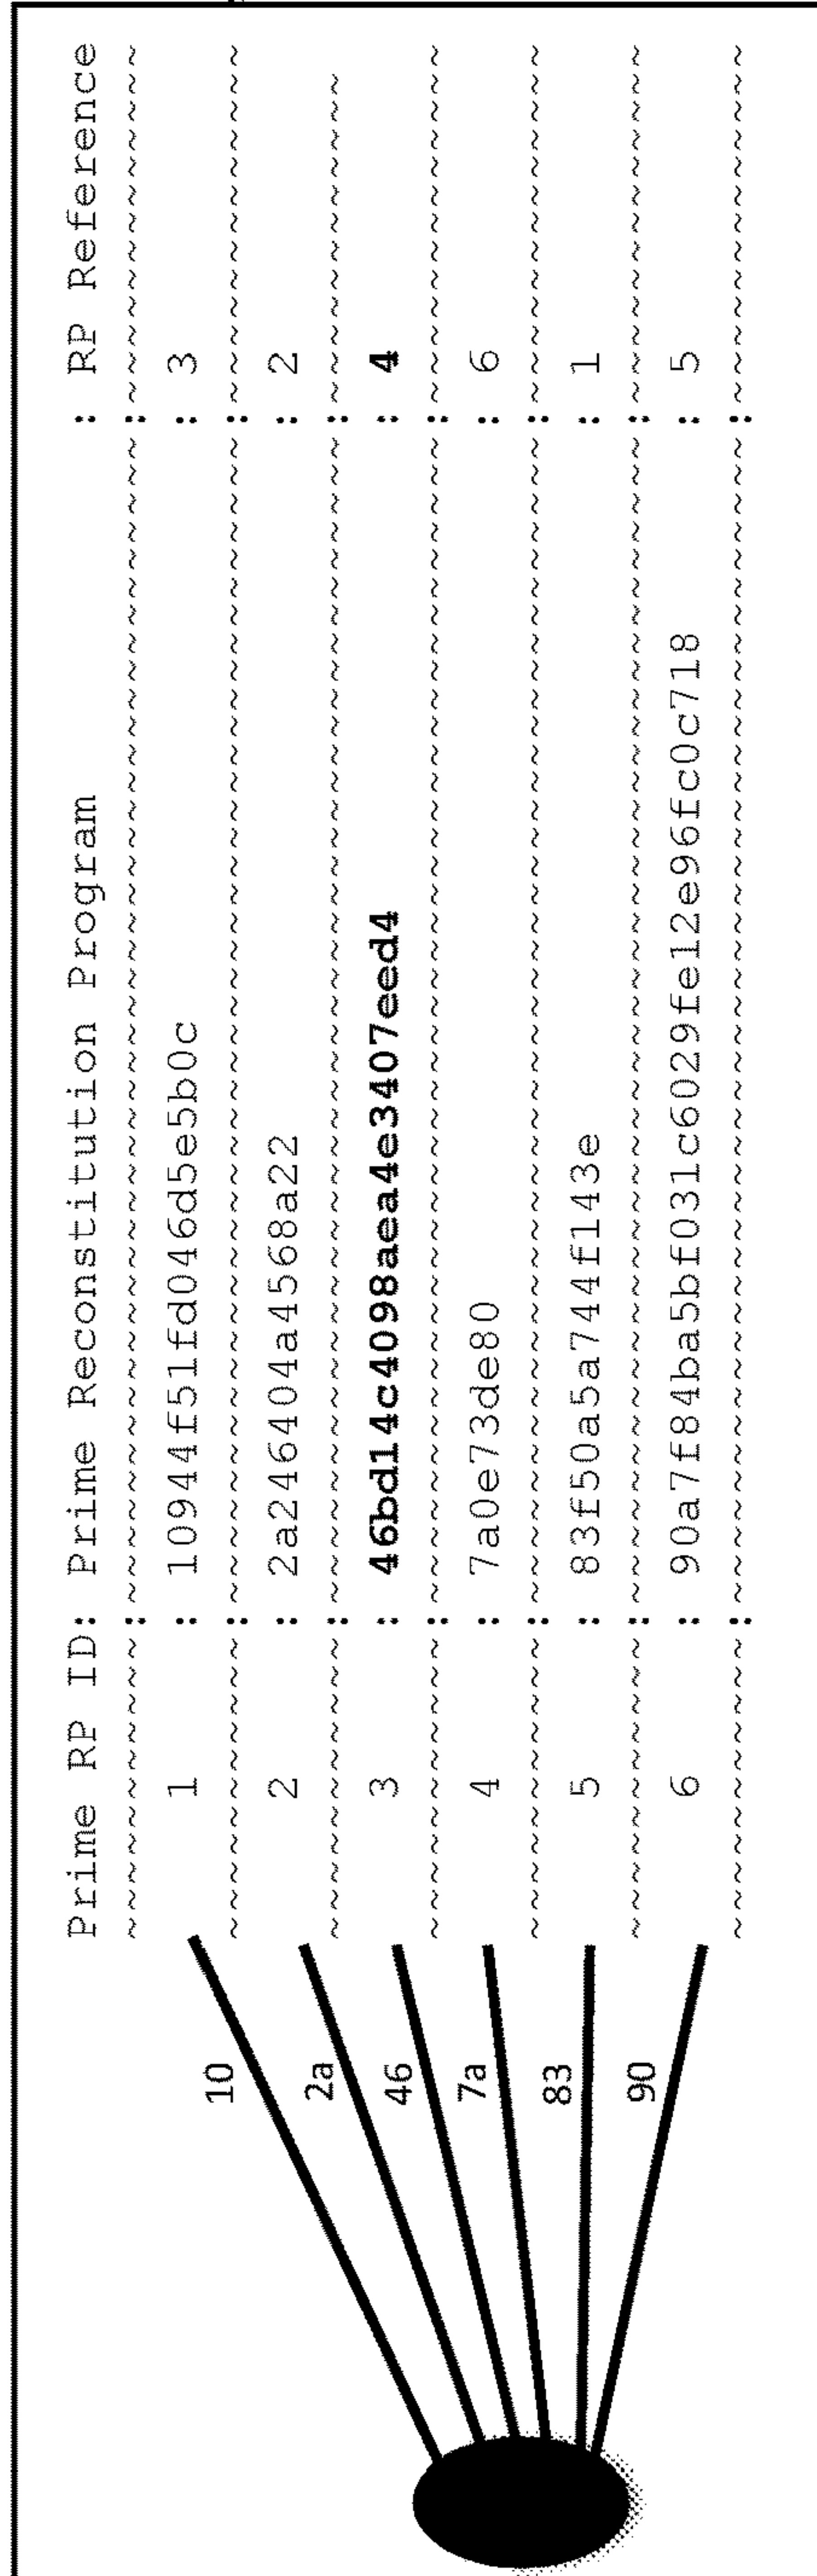 Prime RP ID: Prime Reconstitution Program : RP Reference
~~~~~~~~~~~~:~~~~~~~~~~~~~~~~~~~~~~~~~~~~~~~~~~~~~~~~~~:~~~~~~~~~~~~~
10 1 : 10944f51fd046d5e5b0c : 3
~~~~~~~~~~~~:~~~~~~~~~~~~~~~~~~~~~~~~~~~~~~~~~~~~~~~~~~:~~~~~~~~~~~~~
2a 2 : 2a246404a4568a22 : 2
~~~~~~~~~~~~:~~~~~~~~~~~~~~~~~~~~~~~~~~~~~~~~~~~~~~~~~~:~~~~~~~~~~~~
46 3 : 46bd14c4098aea4e3407eed4 : 4
~~~~~~~~~~~~:~~~~~~~~~~~~~~~~~~~~~~~~~~~~~~~~~~~~~~~~~~:~~~~~~~~~~~~~
7a 4 : 7a0e73de80 : 6
~~~~~~~~~~~~:~~~~~~~~~~~~~~~~~~~~~~~~~~~~~~~~~~~~~~~~~~:~~~~~~~~~~~~~
83 5 : 83f50a5a744f143e : 1
~~~~~~~~~~~~:~~~~~~~~~~~~~~~~~~~~~~~~~~~~~~~~~~~~~~~~~~:~~~~~~~~~~~~~
90 6 : 90a7f84ba5bf031c6029fe12e96fc0c718 : 5
~~~~~~~~~~~~:~~~~~~~~~~~~~~~~~~~~~~~~~~~~~~~~~~~~~~~~~~:~~~~~~~~~~~~~